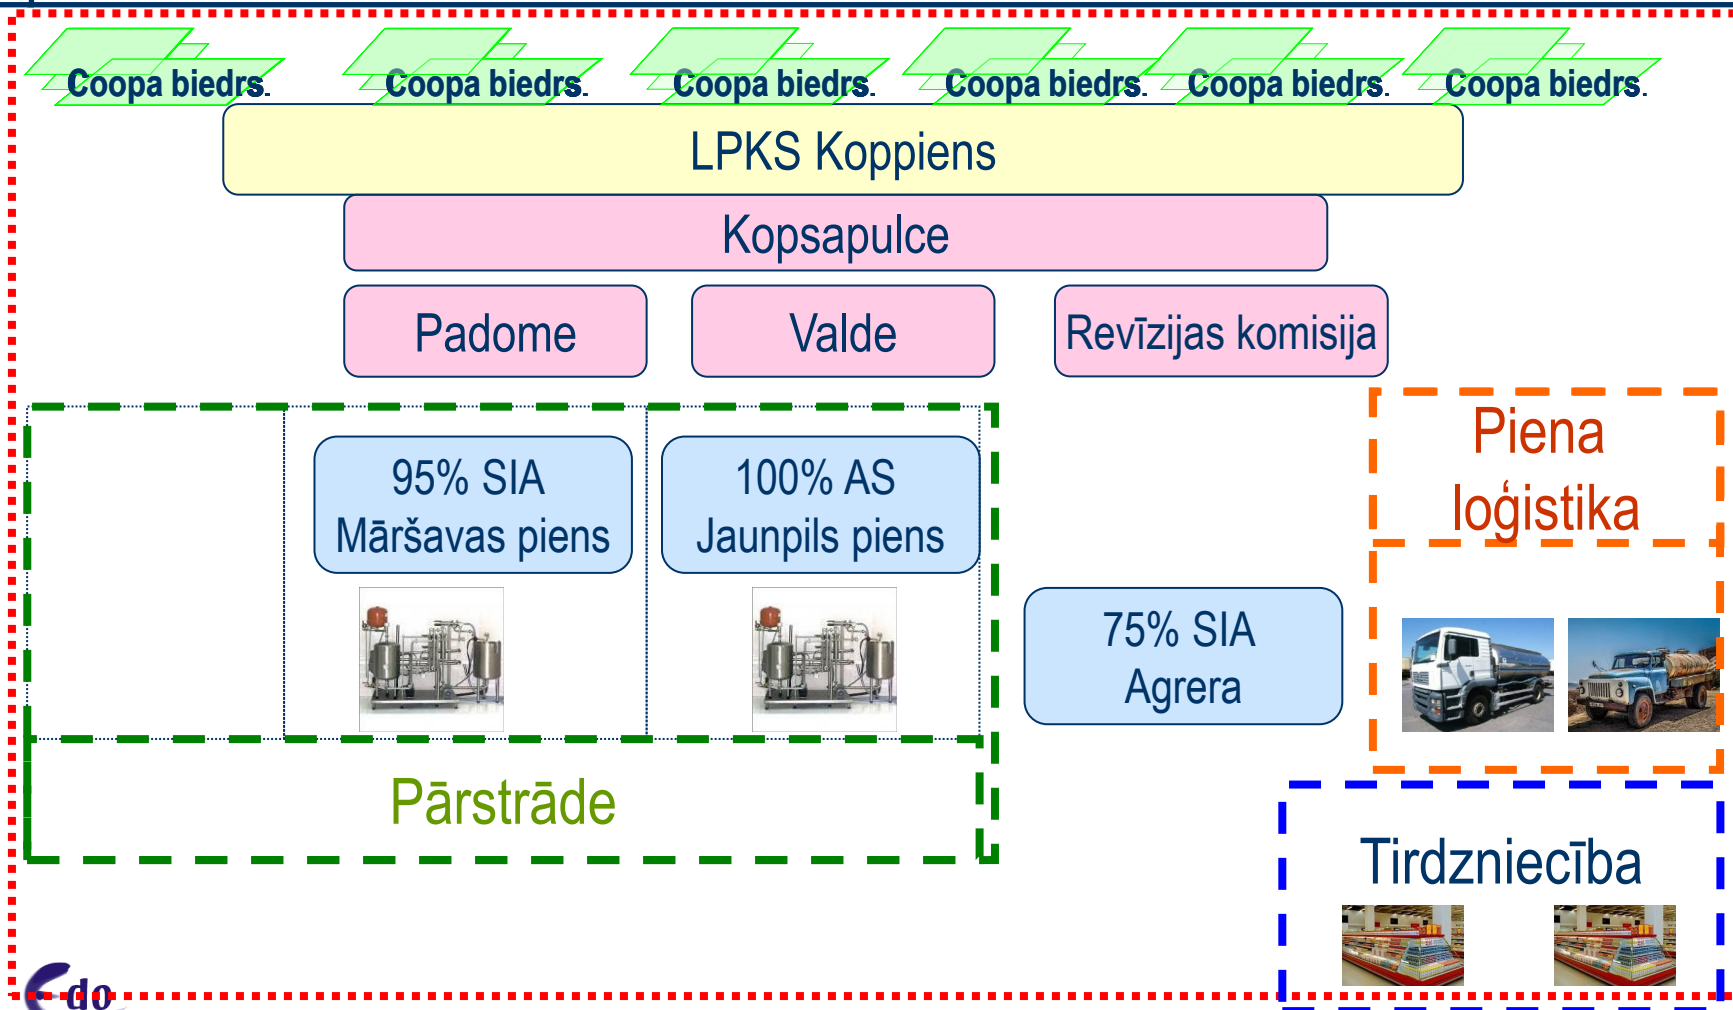 Coopa biedrs. Coopa biedrs. Coopa biedrs. Coopa biedrs. Coopa biedrs. Coopa biedrs.
LPKS Koppiens
Kopsapulce
Padome
Valde
Revīzijas komisija
95% SIA
Māršavas piens
100% AS
Jaunpils piens
75% SIA
Agrera
Piena
loģistika
Pārstrāde
Tirdzniecība
do